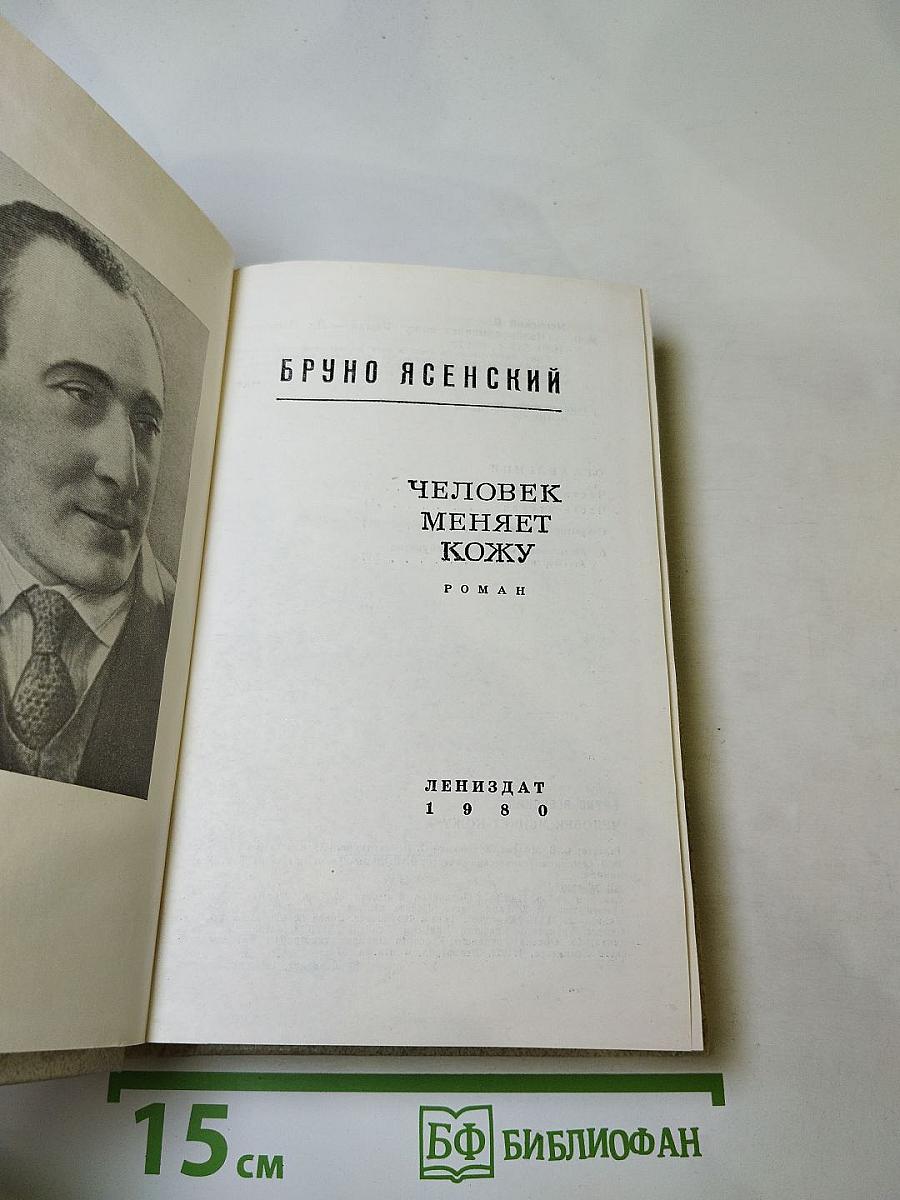 БРУНО ЯСЕНСКИЙ
ЧЕЛОВЕК
МЕНЯЕТ
КОЖУ
РОМАН
ЛЕНИЗДАТ
1980
15 см
БФ БИБЛИОФАН